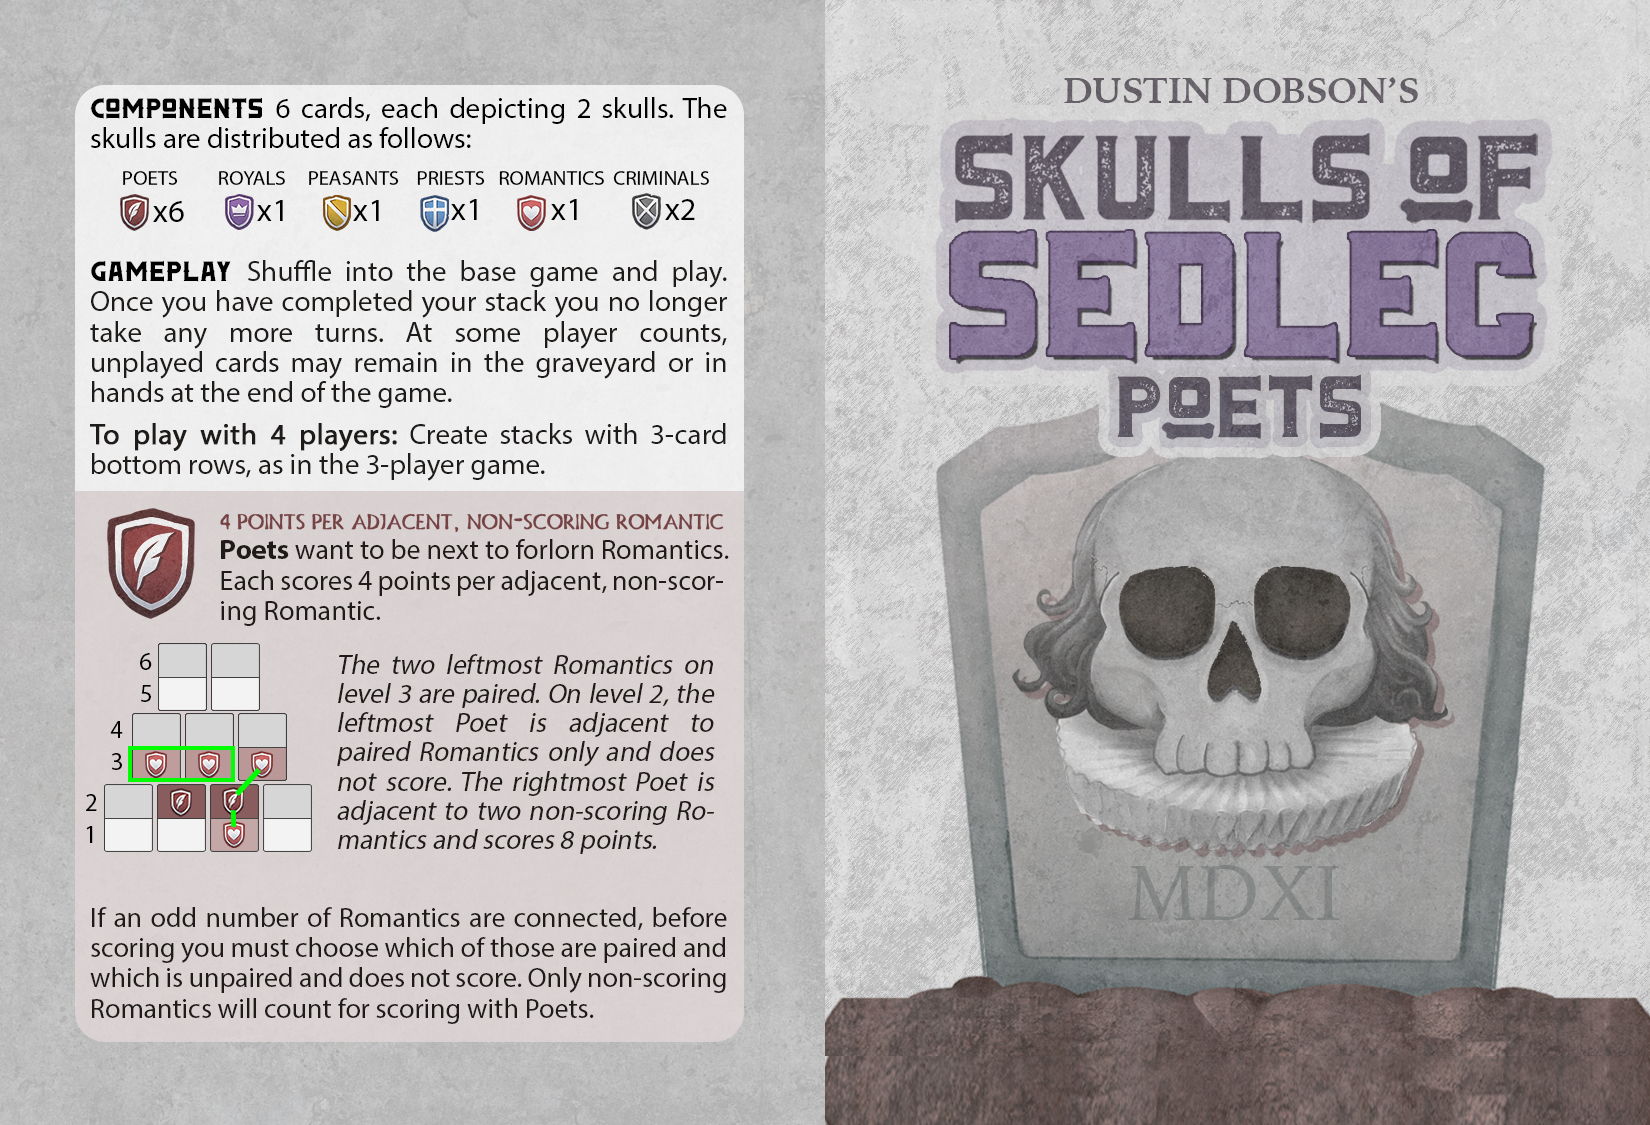 COMPONENTS 6 cards, each depicting 2 skulls. The
skulls are distributed as follows:
POETS ROYALS PEASANTS PRIESTS ROMANTICS CRIMINALS
x6 x1 x1 x1 x1 x2
GAMEPLAY Shuffle into the base game and play.
Once you have completed your stack you no longer
take any more turns. At some player counts,
unplayed cards may remain in the graveyard or in
hands at the end of the game.
To play with 4 players: Create stacks with 3-card
bottom rows, as in the 3-player game.
4 POINTS PER ADJACENT, NON-SCORING ROMANTIC
Poets want to be next to forlorn Romantics.
Each scores 4 points per adjacent, non-scor-
ing Romantic.
6
5
4
3
2
1
The two leftmost Romantics on
level 3 are paired. On level 2, the
leftmost Poet is adjacent to
paired Romantics only and does
not score. The rightmost Poet is
adjacent to two non-scoring Ro-
mantics and scores 8 points.
If an odd number of Romantics are connected, before
scoring you must choose which of those are paired and
which is unpaired and does not score. Only non-scoring
Romantics will count for scoring with Poets.
DUSTIN DOBSON'S
SKULLS OF
SEDLEC
POETS
MDXI